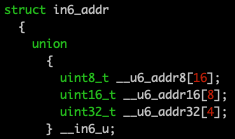 struct in6_addr
{
union
{
uint8_t __u6_addr8[16];
uint16_t __u6_addr16[8];
uint32_t __u6_addr32[4];
} __in6_u;